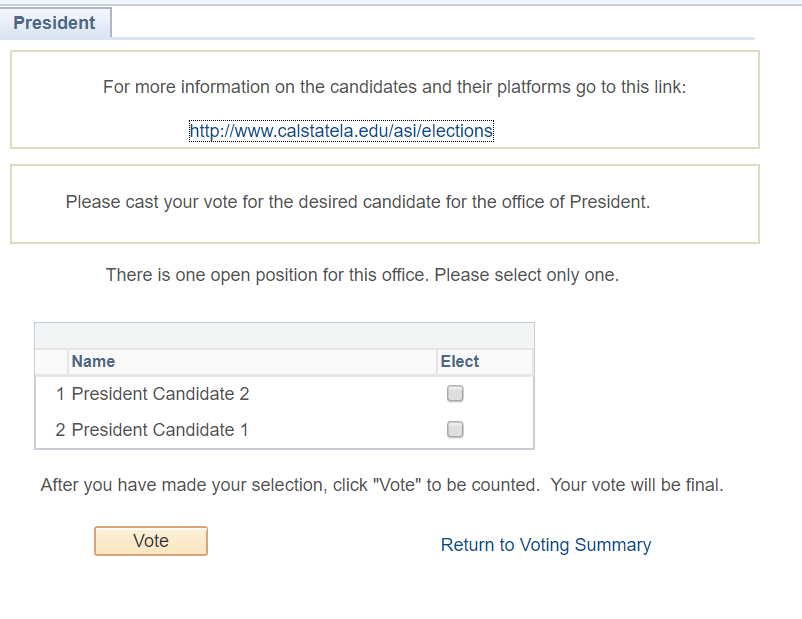 President
For more information on the candidates and their platforms go to this link:
http://www.calstatela.edu/asi/elections
Please cast your vote for the desired candidate for the office of President.
There is one open position for this office. Please select only one.
Name Elect
1 President Candidate 2
2 President Candidate 1
After you have made your selection, click "Vote" to be counted.  Your vote will be final.
Vote Return to Voting Summary